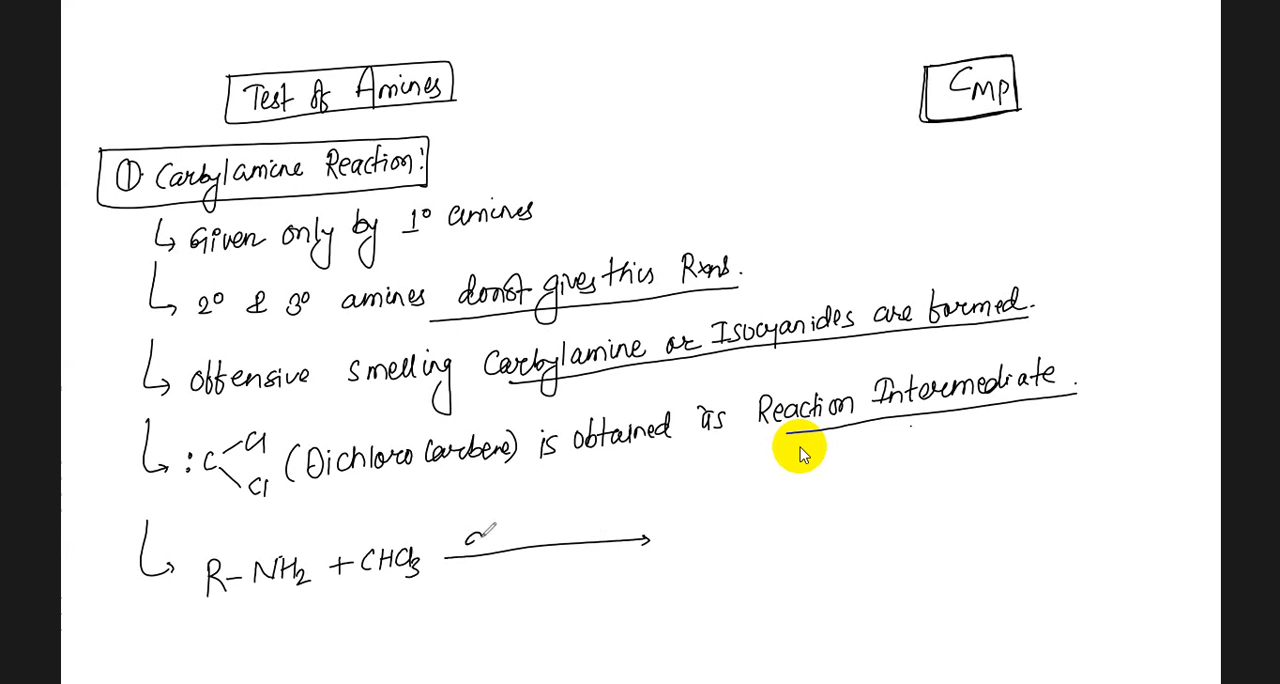 Test of Amines
CMP
① Carbylamine Reaction:
↳ Given only by 1° amines
↳ 2° & 3° amines donot gives this Rxns.
↳ offensive smelling Carbylamine or Isocyanides are formed.
↳ :C Cl Cl (Dichloro Carbene) is obtained as Reaction Intermediate.
↳ R-NH₂ + CHCl₃ ⟶